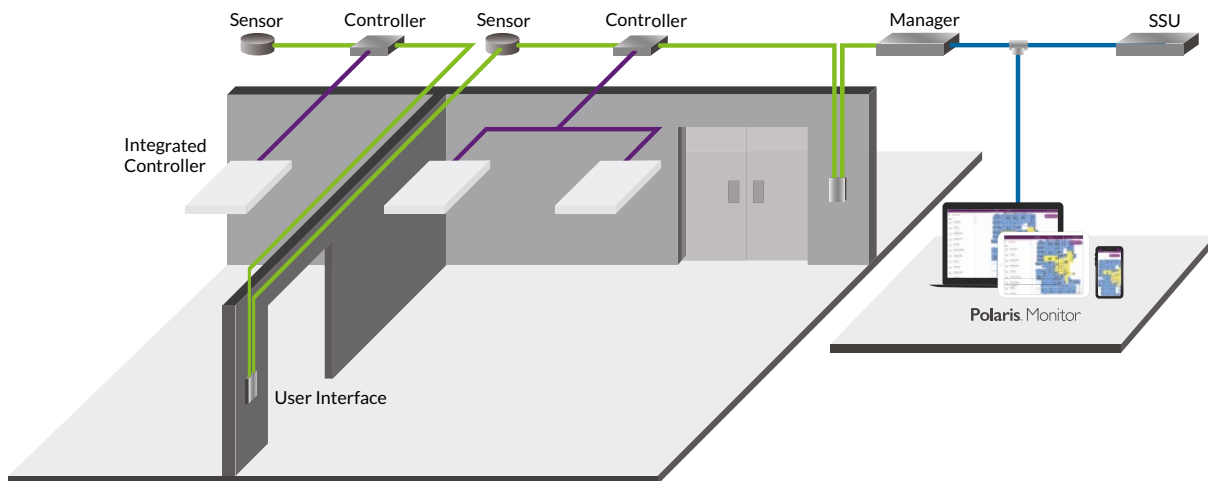 Sensor
Controller
Sensor
Controller
Manager
SSU
Integrated
Controller
User Interface
Polaris. Monitor